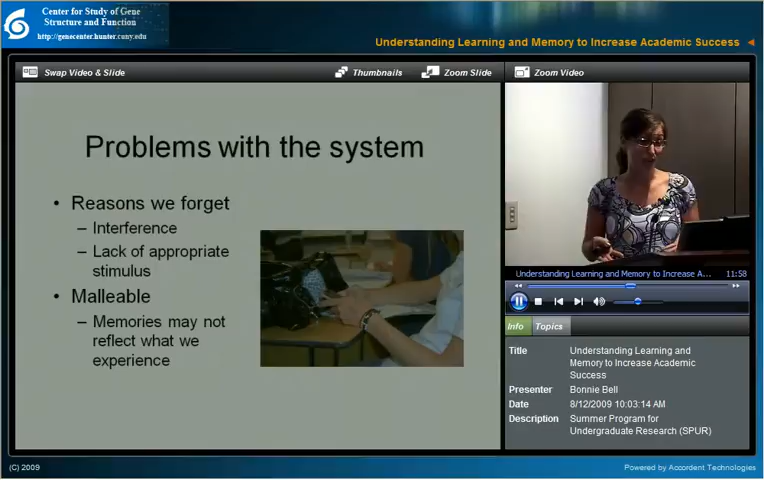 Center for Study of Gene
Structure and Function
http://genecenter.hunter.cuny.edu
Understanding Learning and Memory to Increase Academic Success
Swap Video & Slide
Thumbnails
Zoom Slide
Zoom Video
Problems with the system
• Reasons we forget
– Interference
– Lack of appropriate
stimulus
• Malleable
– Memories may not
reflect what we
experience
Understanding Learning and Memory to Increase A... 11:58
Info Topics
Title Understanding Learning and
Memory to Increase Academic
Success
Presenter Bonnie Bell
Date 8/12/2009 10:03:14 AM
Description Summer Program for
Undergraduate Research (SPUR)
(C) 2009
Powered by Accordent Technologies